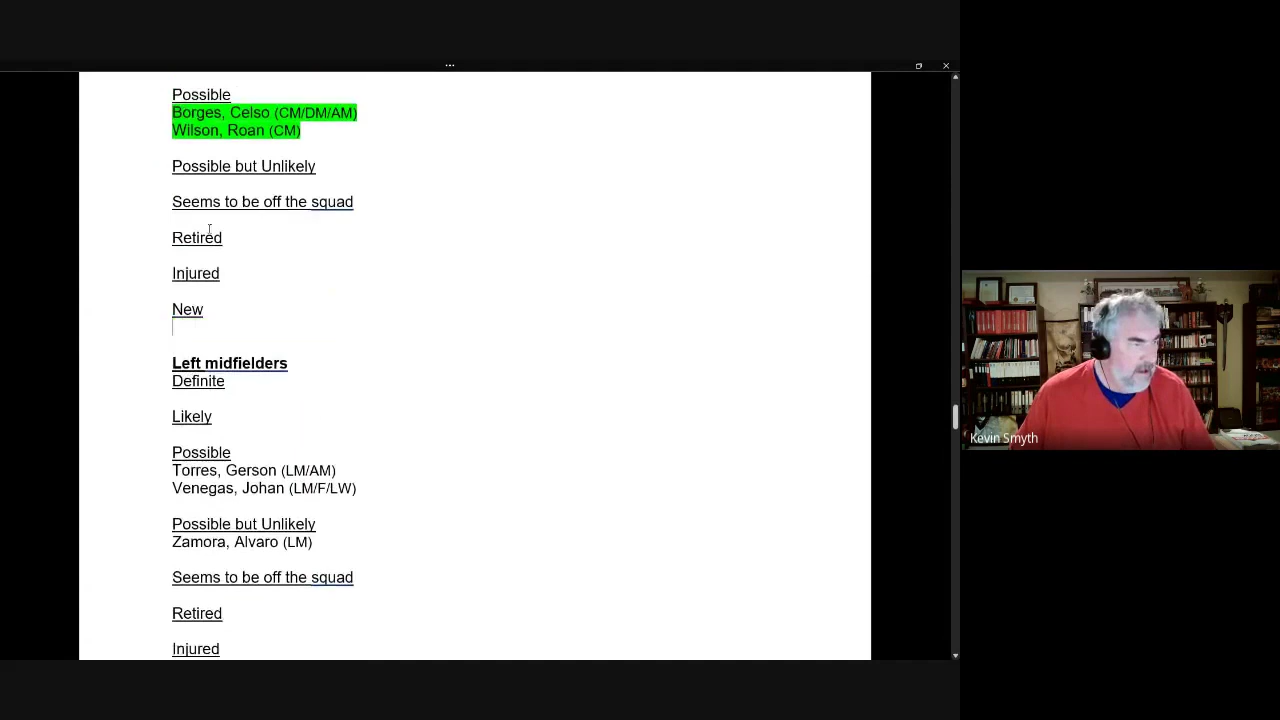 Possible
Borges, Celso (CM/DM/AM)
Wilson, Roan (CM)
Possible but Unlikely
Seems to be off the squad
Retired
Injured
New
Left midfielders
Definite
Likely
Possible
Torres, Gerson (LM/AM)
Venegas, Johan (LM/F/LW)
Possible but Unlikely
Zamora, Alvaro (LM)
Seems to be off the squad
Retired
Injured
Kevin Smyth